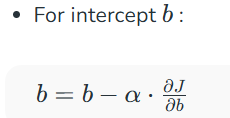 • For intercept b :
b = b − α · ∂J/∂b